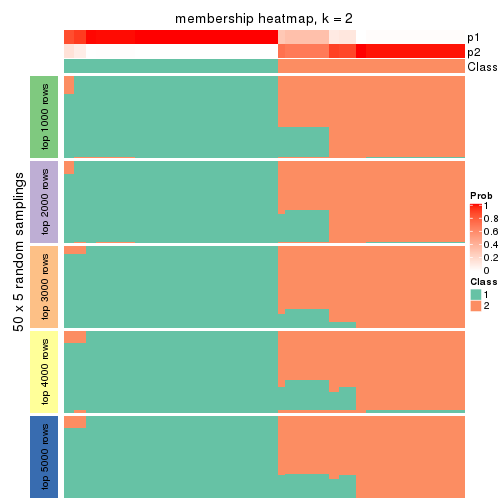 membership heatmap, k = 2
p1
p2
Class
50 x 5 random samplings
top 1000 rows
top 2000 rows
top 3000 rows
top 4000 rows
top 5000 rows
Prob
1
0.8
0.6
0.4
0.2
0
Class
1
2